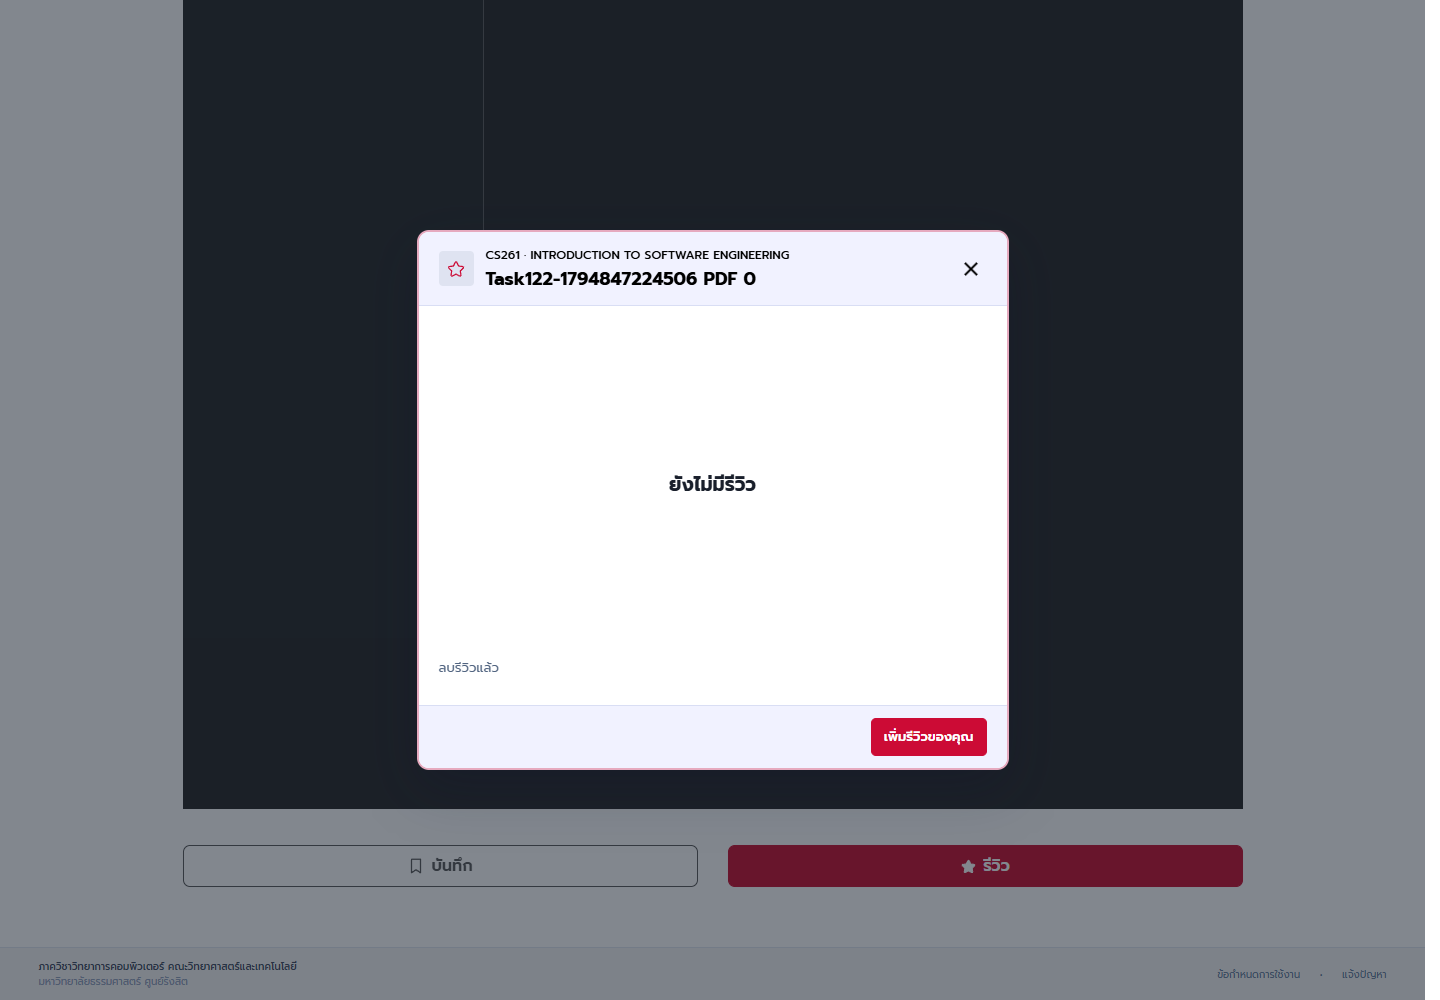 CS261 · INTRODUCTION TO SOFTWARE ENGINEERING
Task122-1794847224506 PDF 0
ยังไม่มีรีวิว
ลบรีวิวแล้ว
เพิ่มรีวิวของคุณ
บันทึก
รีวิว
ภาควิชาวิทยาการคอมพิวเตอร์ คณะวิทยาศาสตร์และเทคโนโลยี
มหาวิทยาลัยธรรมศาสตร์ ศูนย์รังสิต
ข้อกำหนดการใช้งาน • แจ้งปัญหา